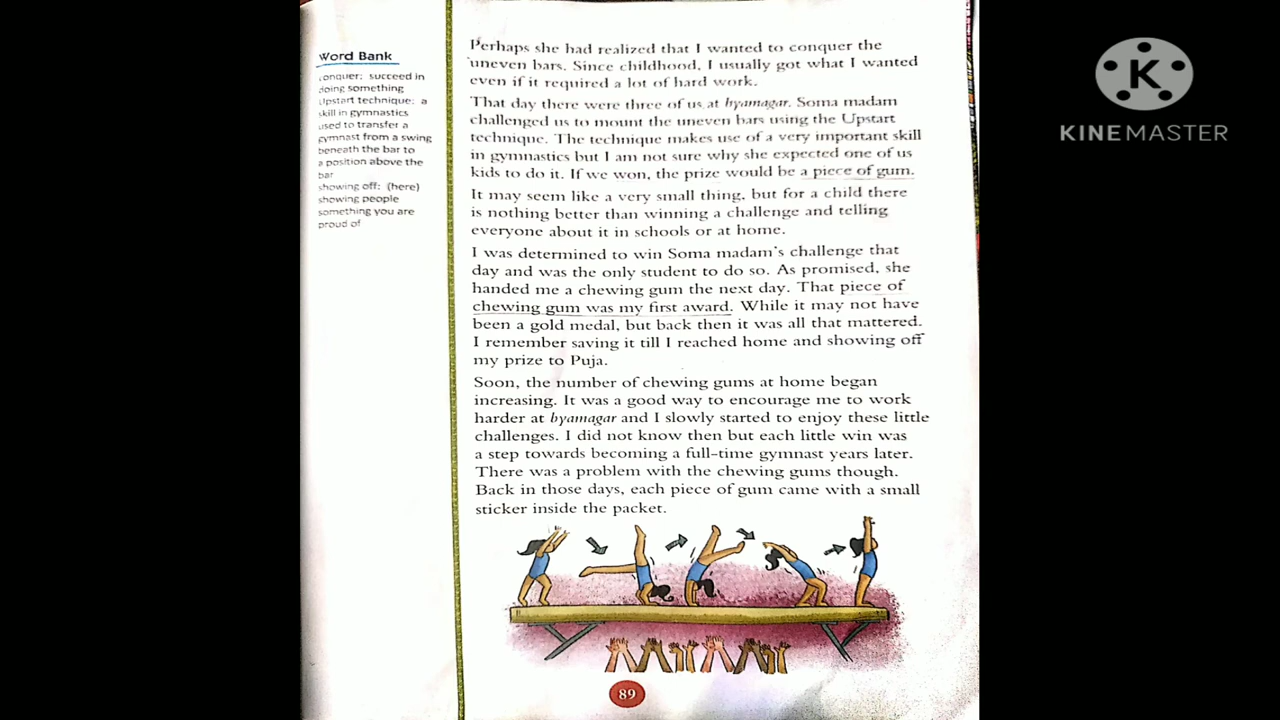 Word Bank
conquer: succeed in
doing something
Upstart technique: a
skill in gymnastics
used to transfer a
gymnast from a swing
beneath the bar to
a position above the
bar
showing off: (here)
showing people
something you are
proud of
Perhaps she had realized that I wanted to conquer the
uneven bars. Since childhood, I usually got what I wanted
even if it required a lot of hard work.
That day there were three of us at byamagar. Soma madam
challenged us to mount the uneven bars using the Upstart
technique. The technique makes use of a very important skill
in gymnastics but I am not sure why she expected one of us
kids to do it. If we won, the prize would be a piece of gum.
It may seem like a very small thing, but for a child there
is nothing better than winning a challenge and telling
everyone about it in schools or at home.
I was determined to win Soma madam's challenge that
day and was the only student to do so. As promised, she
handed me a chewing gum the next day. That piece of
chewing gum was my first award. While it may not have
been a gold medal, but back then it was all that mattered.
I remember saving it till I reached home and showing off
my prize to Puja.
Soon, the number of chewing gums at home began
increasing. It was a good way to encourage me to work
harder at byamagar and I slowly started to enjoy these little
challenges. I did not know then but each little win was
a step towards becoming a full-time gymnast years later.
There was a problem with the chewing gums though.
Back in those days, each piece of gum came with a small
sticker inside the packet.
89
K
KINEMASTER